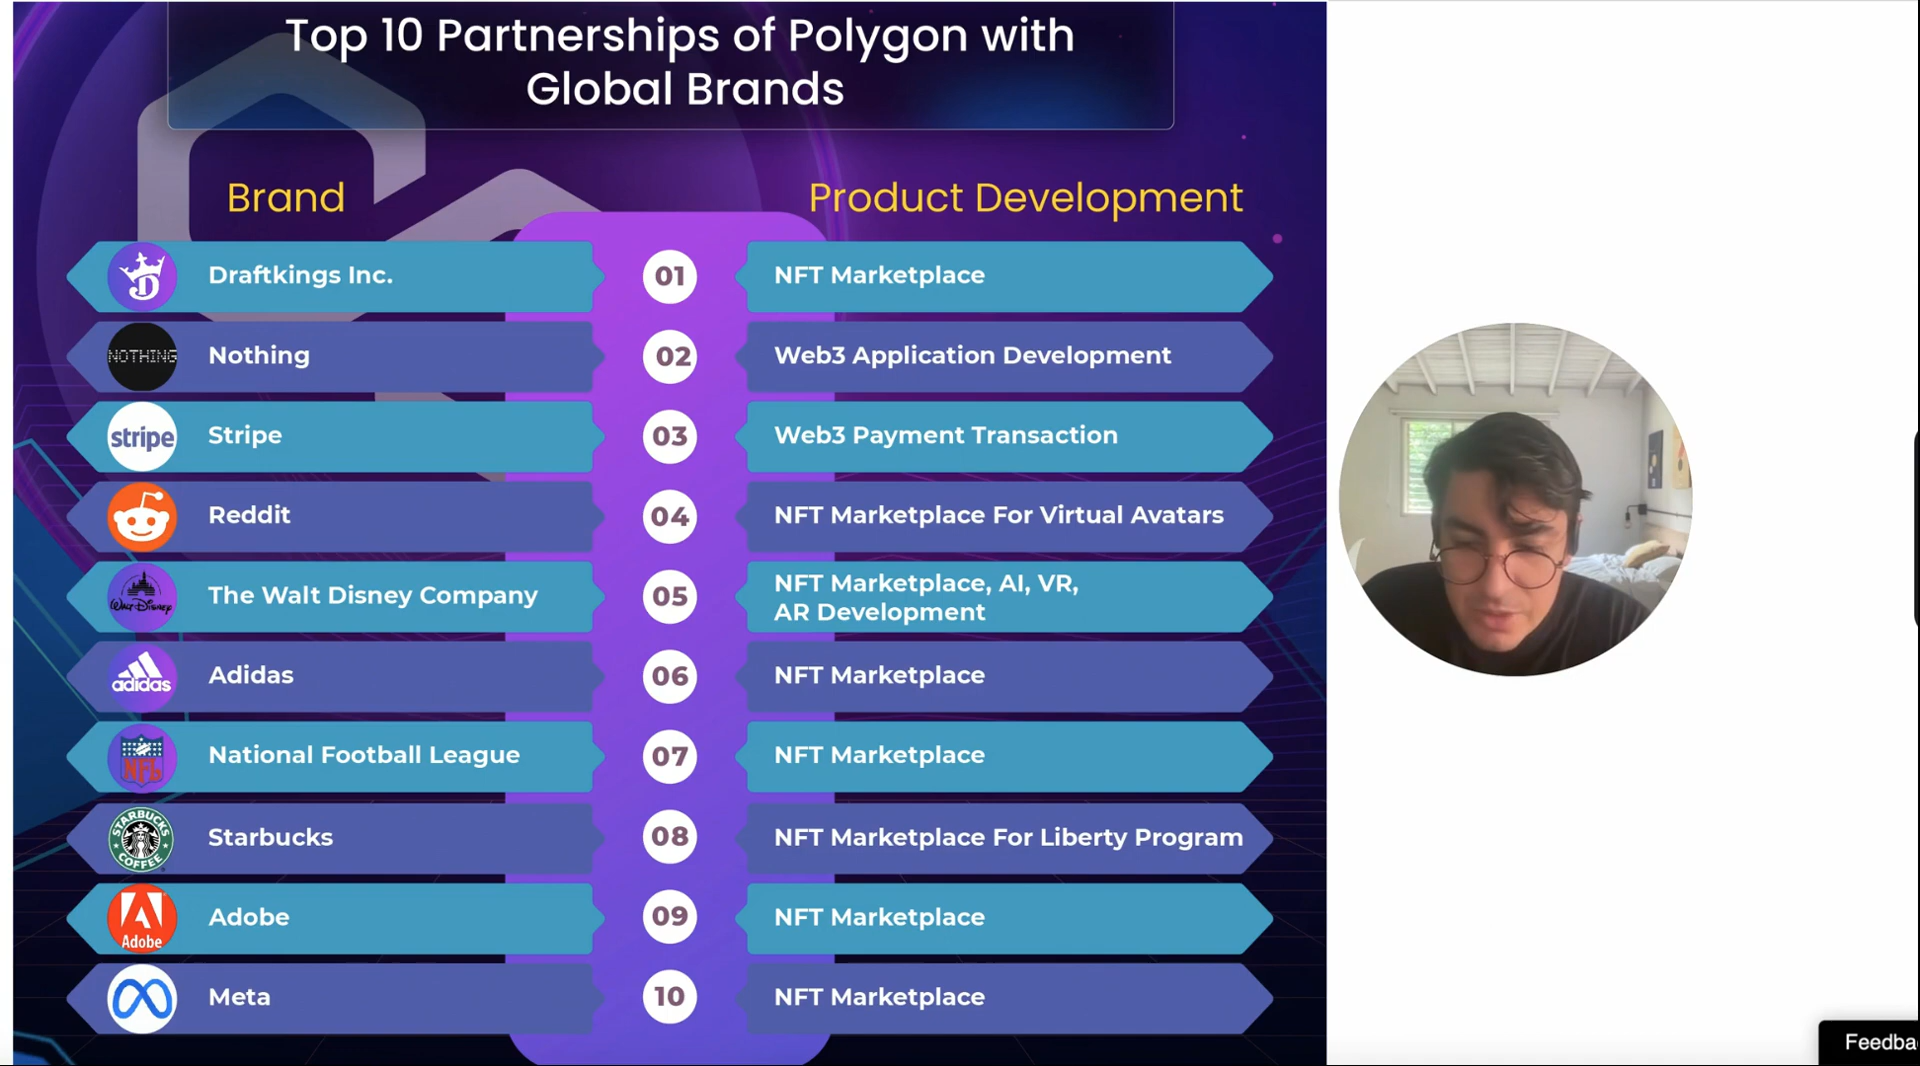 Top 10 Partnerships of Polygon with
Global Brands
Brand
Product Development
Draftkings Inc.
01
NFT Marketplace
NOTHING
Nothing
02
Web3 Application Development
stripe
Stripe
03
Web3 Payment Transaction
Reddit
04
NFT Marketplace For Virtual Avatars
WALT DISNEY
The Walt Disney Company
05
NFT Marketplace, AI, VR,
AR Development
adidas
Adidas
06
NFT Marketplace
NFL
National Football League
07
NFT Marketplace
STARBUCKS
COFFEE
Starbucks
08
NFT Marketplace For Liberty Program
Adobe
Adobe
09
NFT Marketplace
Meta
10
NFT Marketplace
Feedba